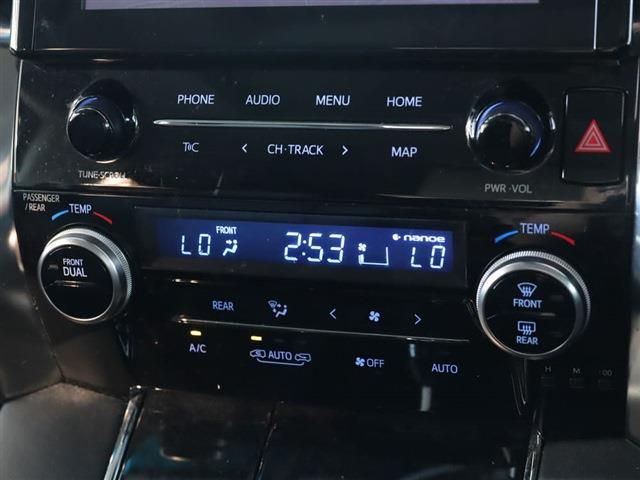 PHONE AUDIO MENU HOME
T!C < CH·TRACK > MAP
TUNE·SCROLL
PWR·VOL
PASSENGER
/REAR
TEMP
TEMP
FRONT
LO 2:53 nanoe LO
FRONT
DUAL
FRONT
REAR
REAR < >
A/C AUTO OFF AUTO
H M :00